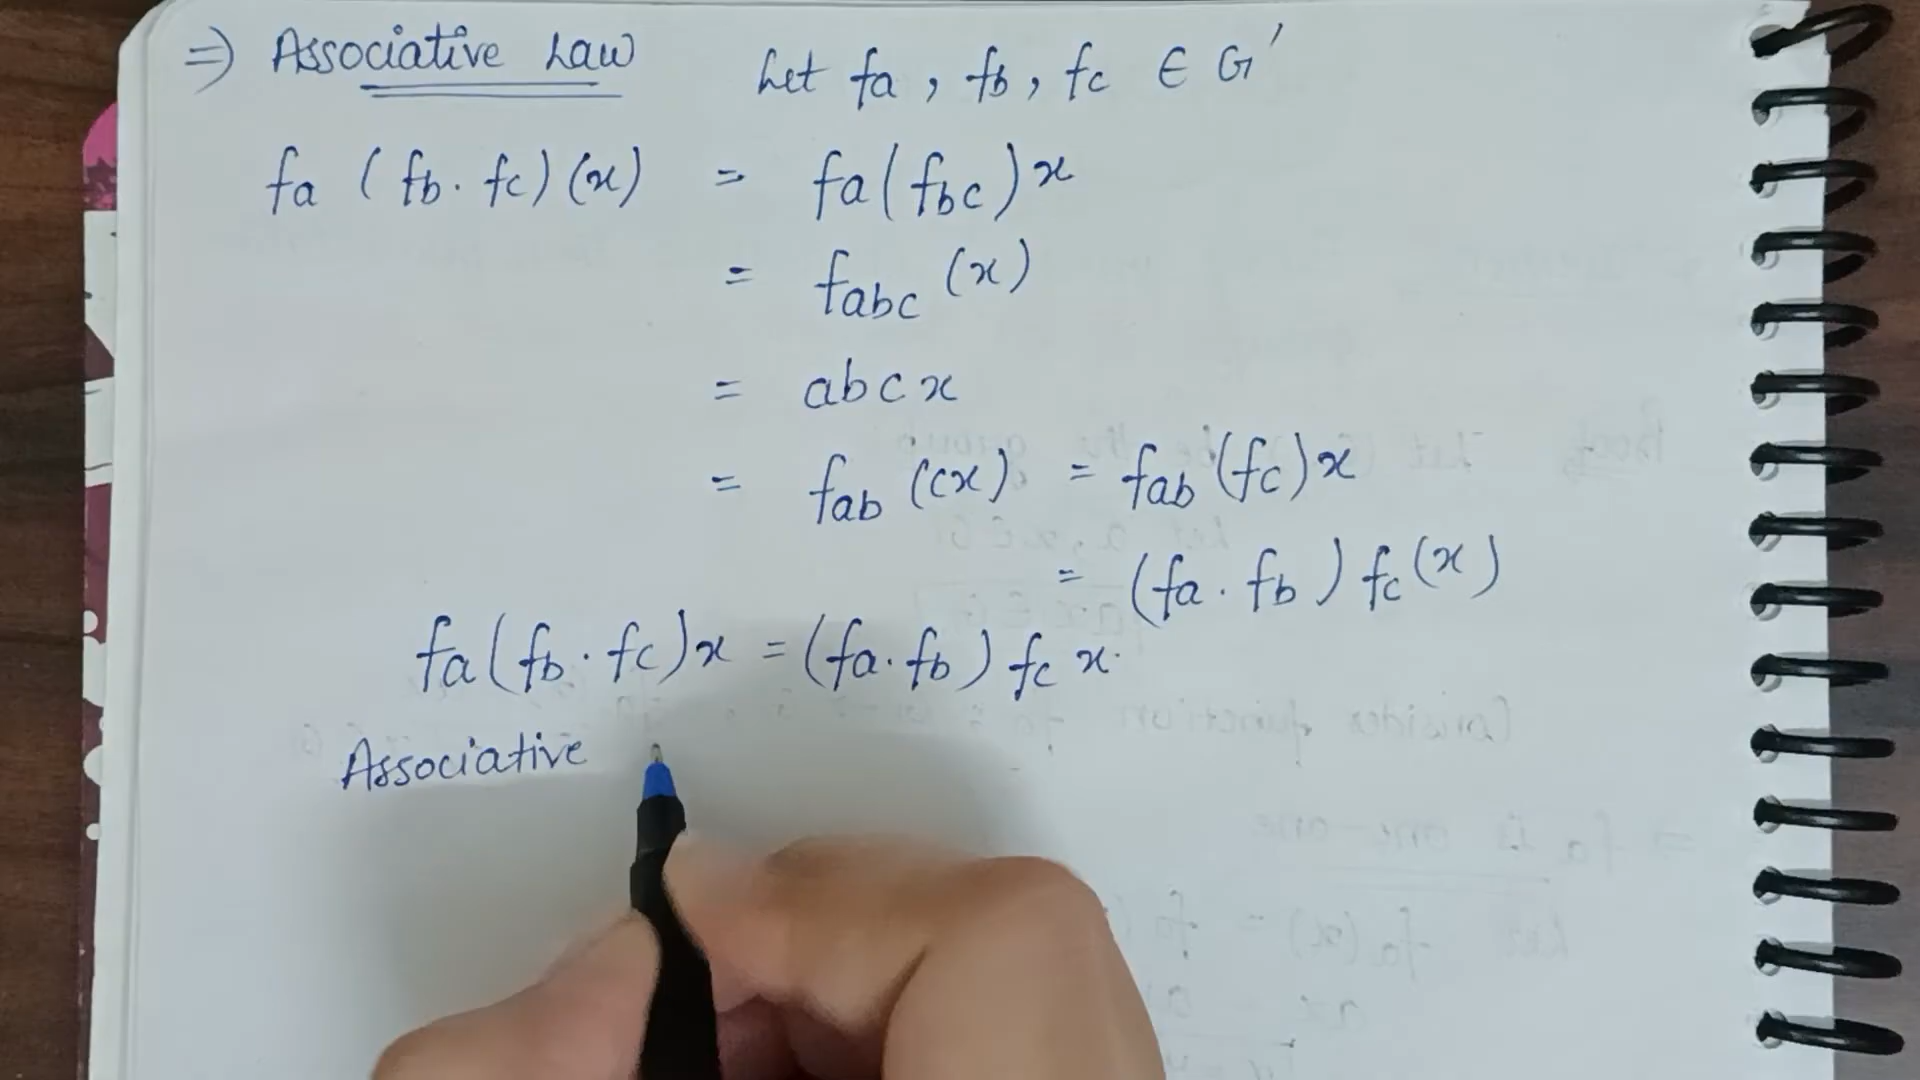 ⇒ Associative Law Let fa, fb, fc ∈ G'
fa (fb . fc) (x) = fa(fbc) x
= fabc (x)
= abcx
= fab (cx) = fab (fc) x
= (fa . fb) fc (x)
fa(fb . fc) x = (fa . fb) fc x .
Associative